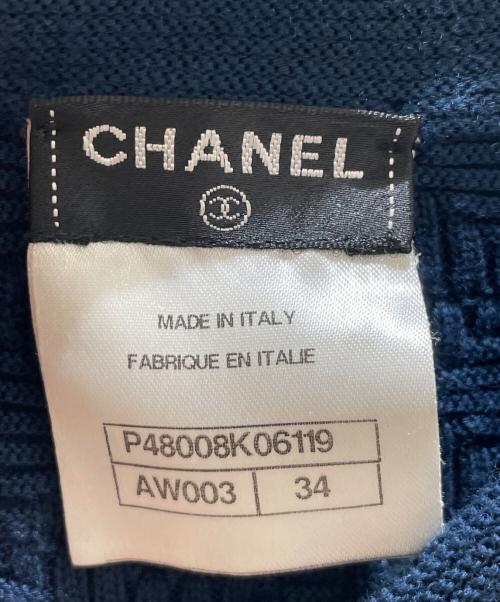 CHANEL
MADE IN ITALY
FABRIQUE EN ITALIE
P48008K06119
AW003 34